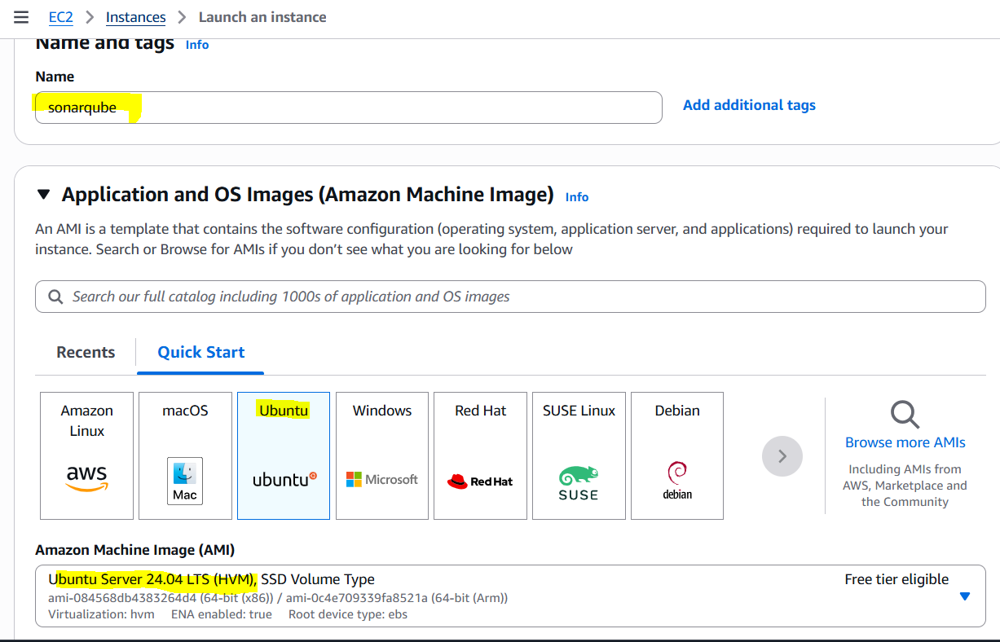 EC2 > Instances > Launch an instance
Name and tags Info
Name
sonarqube
Add additional tags
Application and OS Images (Amazon Machine Image) Info
An AMI is a template that contains the software configuration (operating system, application server, and applications) required to launch your
instance. Search or Browse for AMIs if you don’t see what you are looking for below
Search our full catalog including 1000s of application and OS images
Recents
Quick Start
Amazon
Linux
aws
macOS
Mac
Ubuntu
ubuntu
Windows
Microsoft
Red Hat
Red Hat
SUSE Linux
SUSE
Debian
debian
Browse more AMIs
Including AMIs from
AWS, Marketplace and
the Community
Amazon Machine Image (AMI)
Ubuntu Server 24.04 LTS (HVM), SSD Volume Type
Free tier eligible
ami-084568db4383264d4 (64-bit (x86)) / ami-0c4e709339fa8521a (64-bit (Arm))
Virtualization: hvm ENA enabled: true Root device type: ebs